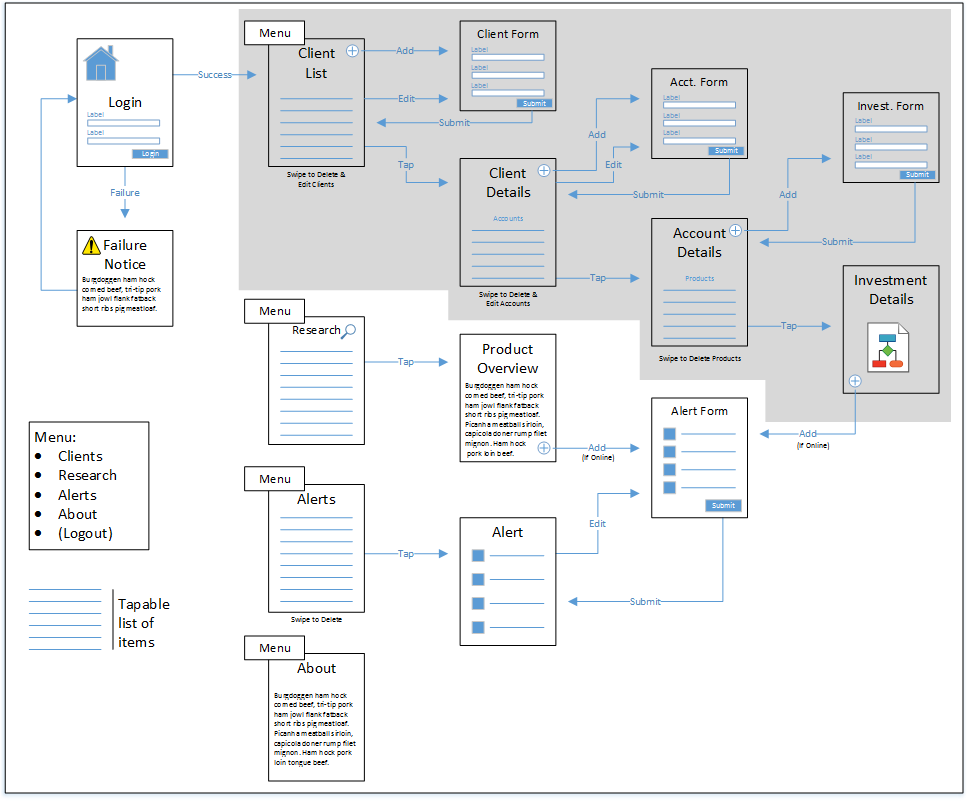 Login
Label
Label
Login
Success
Failure
Failure
Notice
Burgdoggen ham hock
corned beef, tri-tip pork
ham jowl flank fatback
short ribs pig meatloaf.
Menu
Client
List
Swipe to Delete &
Edit Clients
Add
Edit
Submit
Tap
Client Form
Label
Label
Label
Submit
Client
Details
Accounts
Swipe to Delete &
Edit Accounts
Add
Edit
Submit
Tap
Acct. Form
Label
Label
Label
Submit
Account
Details
Products
Swipe to Delete Products
Add
Submit
Tap
Invest. Form
Label
Label
Label
Submit
Investment
Details
Add
(If Online)
Menu
Research
Tap
Product
Overview
Burgdoggen ham hock
corned beef, tri-tip pork
ham jowl flank fatback
short ribs pig meatloaf.
Picanha meatball sirloin,
capicola doner rump filet
mignon. Ham hock
pork loin beef.
Add
(If Online)
Alert Form
Submit
Menu
Alerts
Swipe to Delete
Tap
Alert
Edit
Submit
Menu
About
Burgdoggen ham hock
corned beef, tri-tip pork
ham jowl flank fatback
short ribs pig meatloaf.
Picanha meatball sirloin,
capicola doner rump filet
mignon. Ham hock pork
loin tongue beef.
Menu:
• Clients
• Research
• Alerts
• About
• (Logout)
Tapable
list of
items